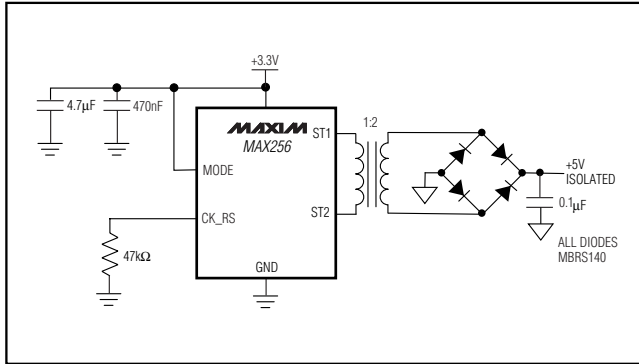 +3.3V
4.7µF
470nF
1:2
MAXIM
MAX256
ST1
MODE
+5V
ISOLATED
CK_RS
ST2
0.1µF
47kΩ
GND
ALL DIODES
MBRS140